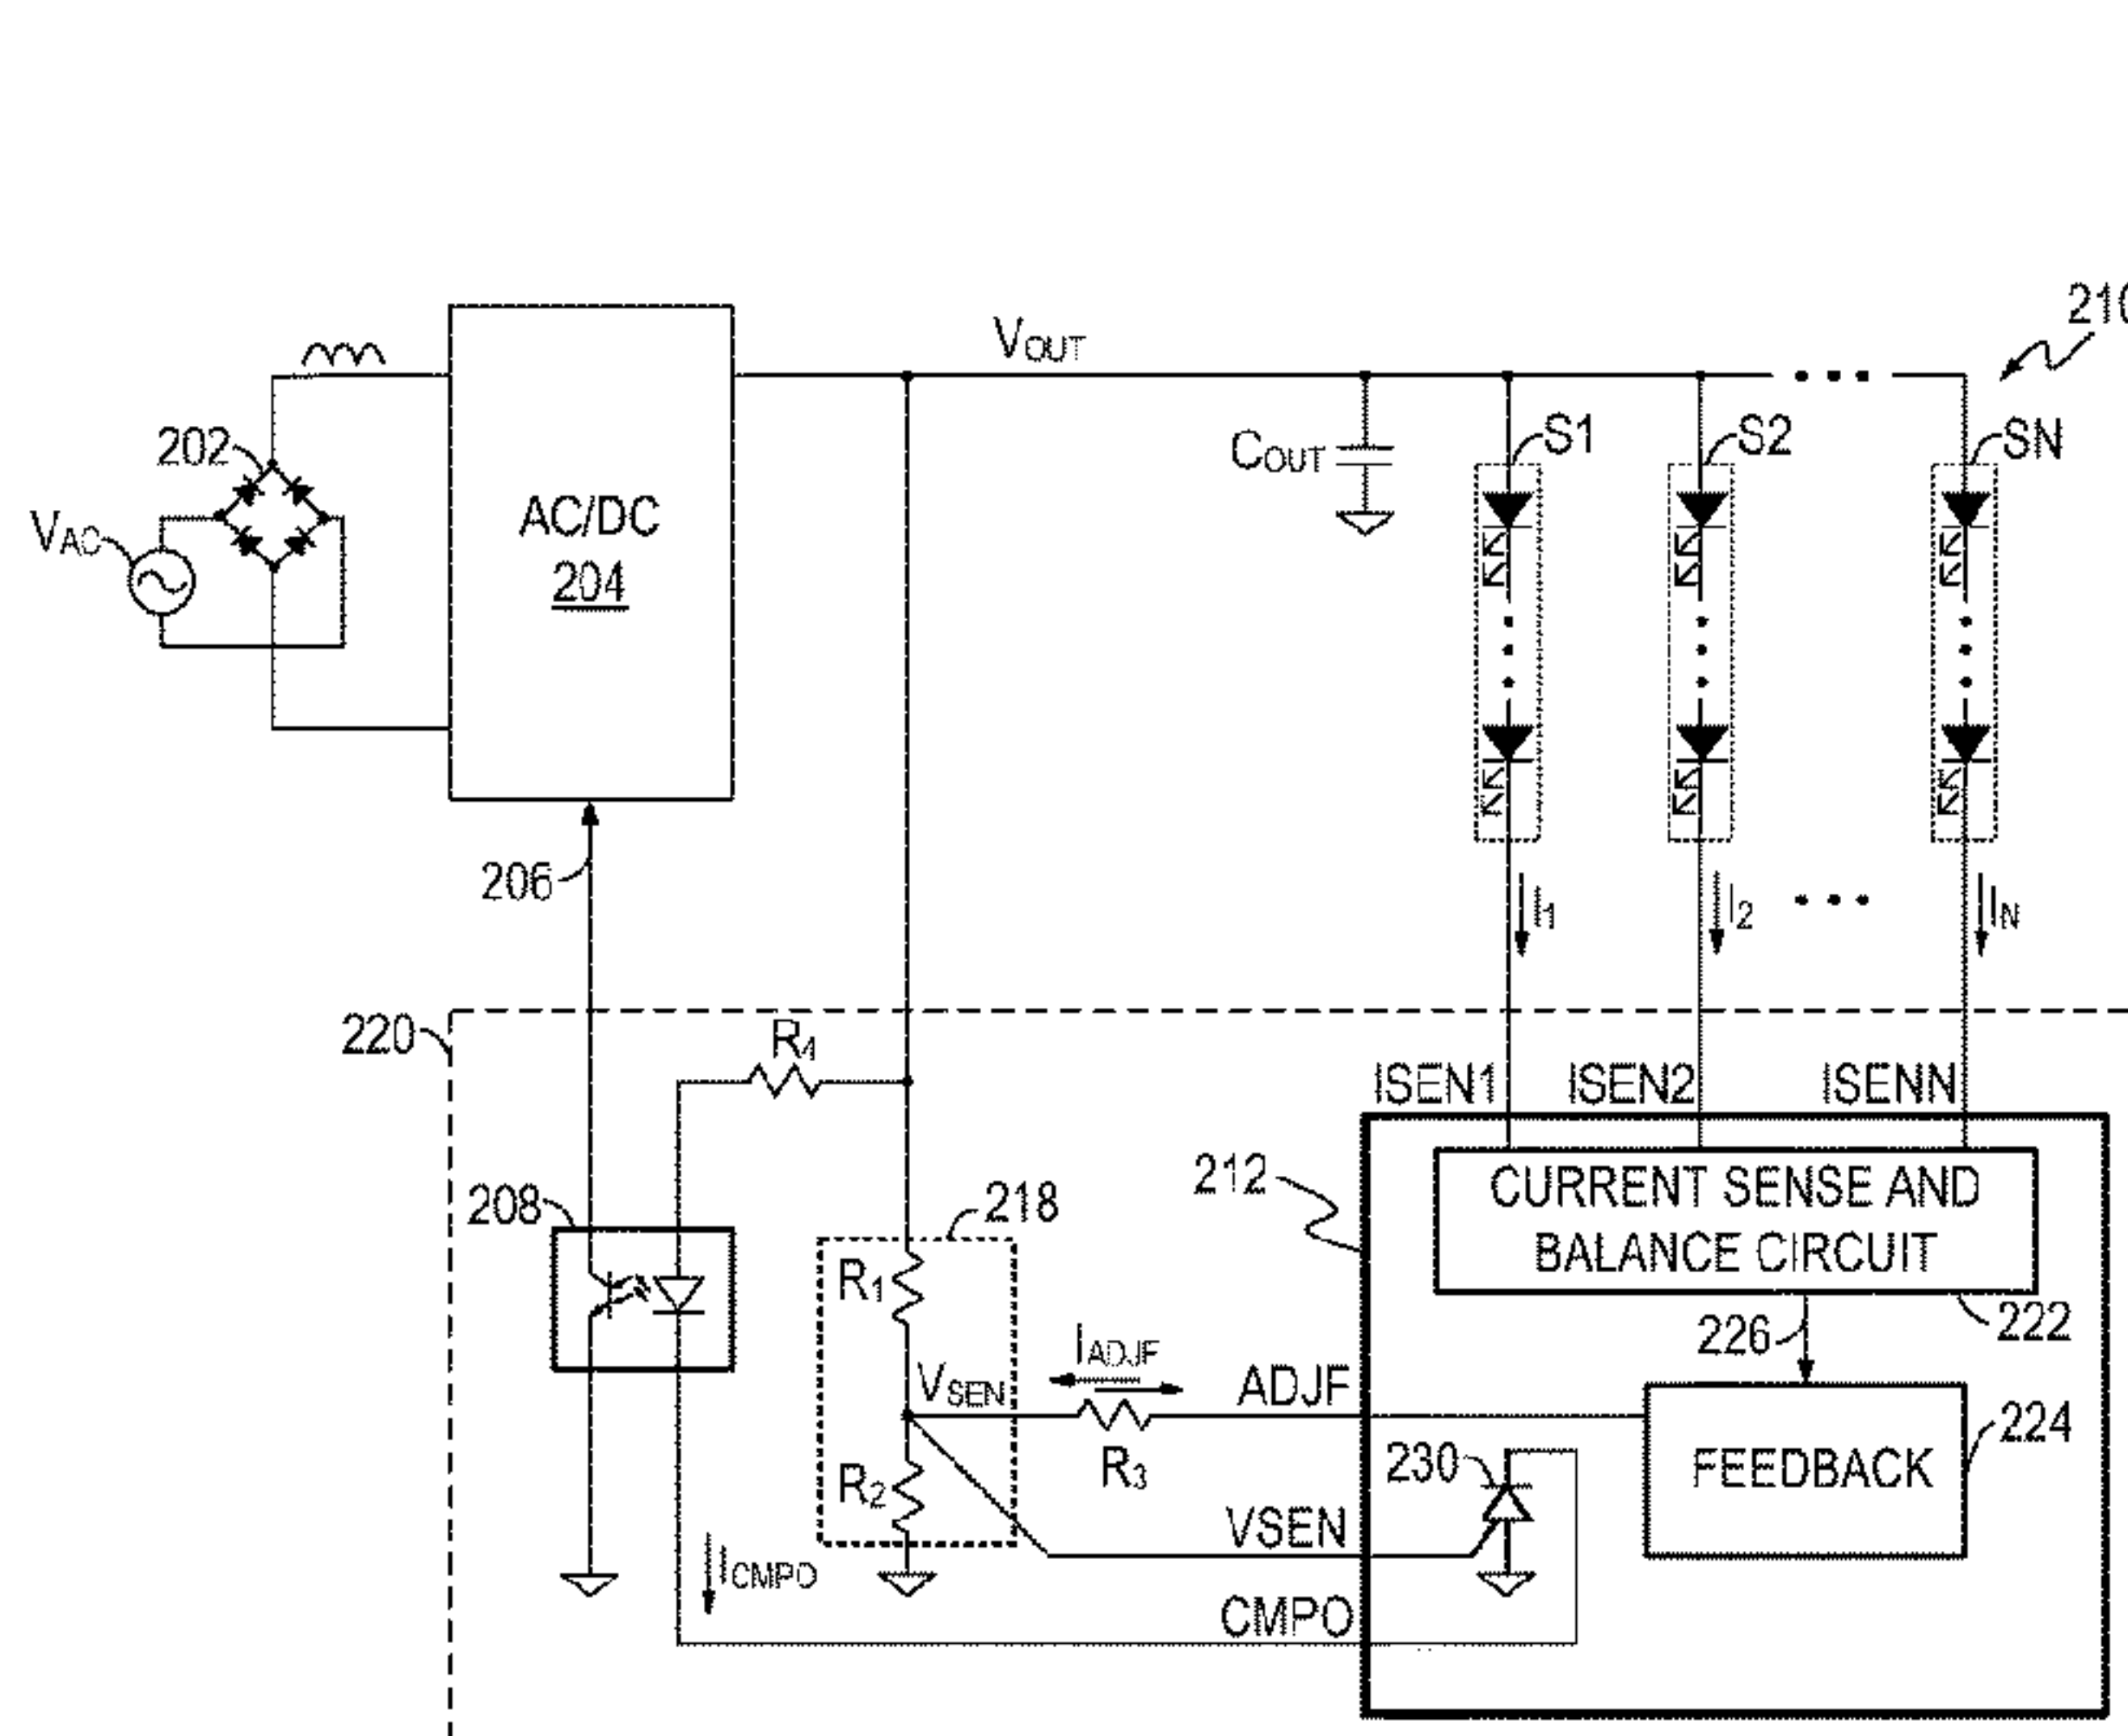 210
VOUT
202
S1
S2
SN
COUT
VAC
AC/DC
204
206
I1
I2
IN
220
R4
ISEN1
ISEN2
ISENN
212
CURRENT SENSE AND
BALANCE CIRCUIT
208
218
R1
226
222
IADJF
VSEN
ADJF
224
R3
230
FEEDBACK
R2
VSEN
ICMPO
CMPO